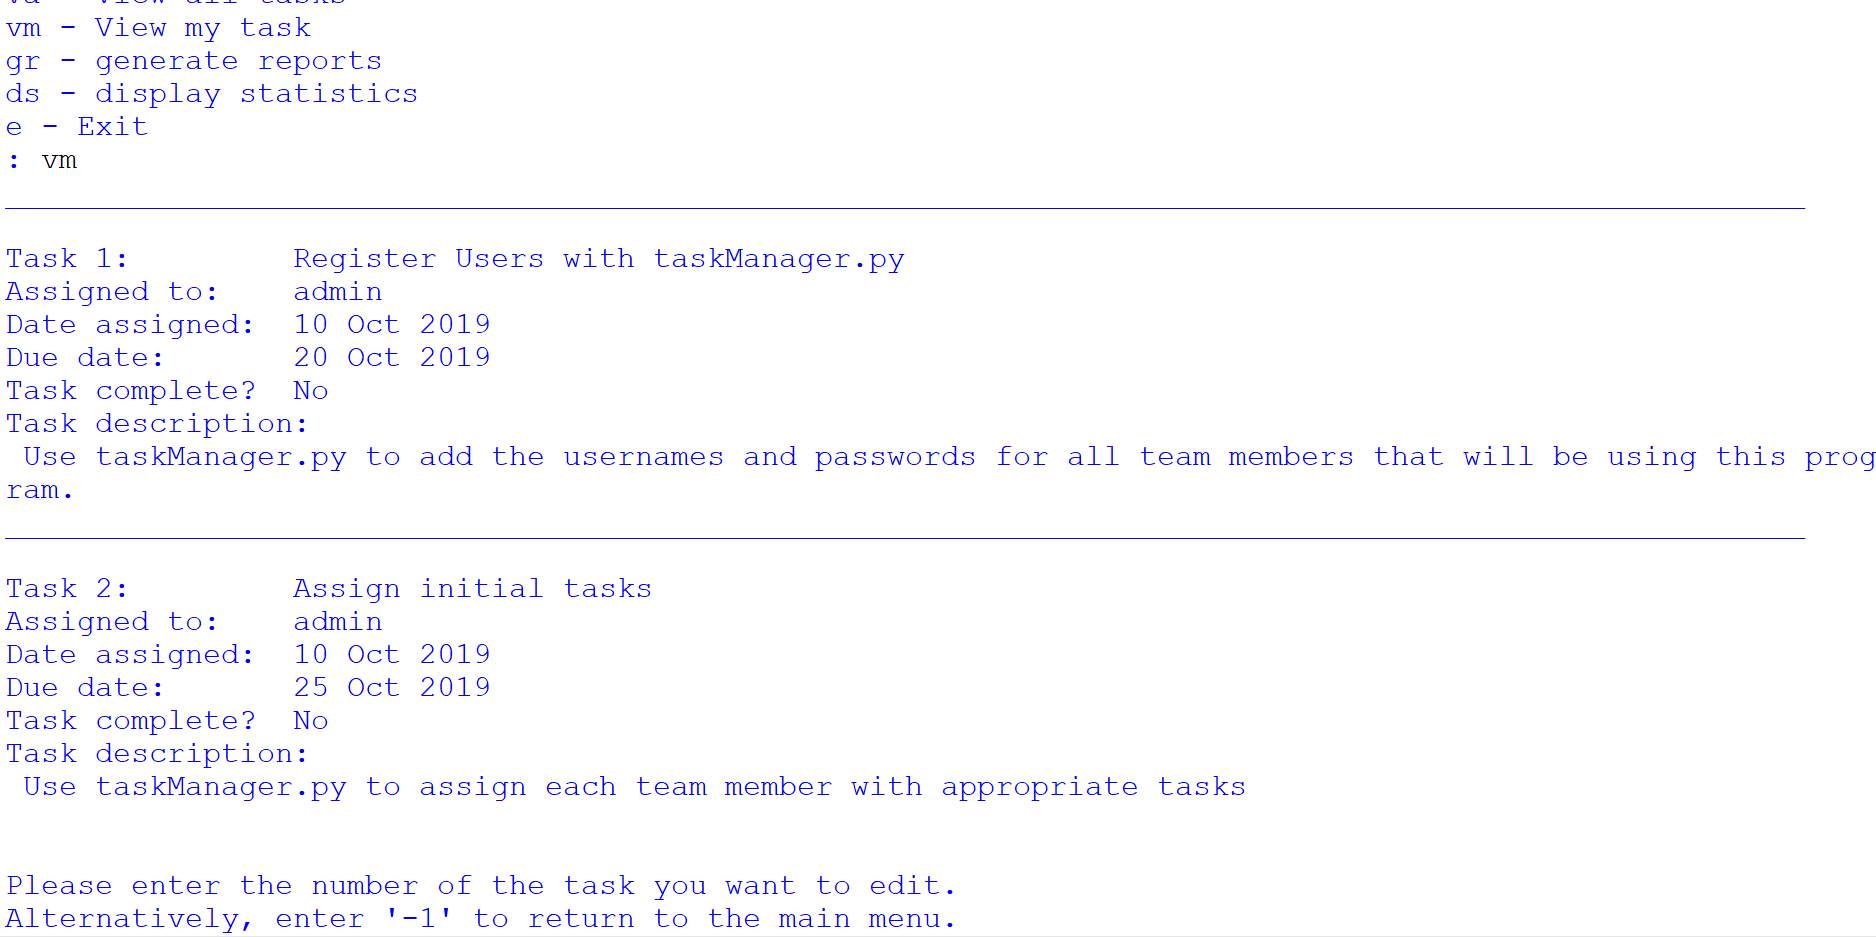 va - View all tasks
vm - View my task
gr - generate reports
ds - display statistics
e - Exit
: vm
Task 1: Register Users with taskManager.py
Assigned to: admin
Date assigned: 10 Oct 2019
Due date: 20 Oct 2019
Task complete? No
Task description:
Use taskManager.py to add the usernames and passwords for all team members that will be using this prog
ram.
Task 2: Assign initial tasks
Assigned to: admin
Date assigned: 10 Oct 2019
Due date: 25 Oct 2019
Task complete? No
Task description:
Use taskManager.py to assign each team member with appropriate tasks
Please enter the number of the task you want to edit.
Alternatively, enter '-1' to return to the main menu.